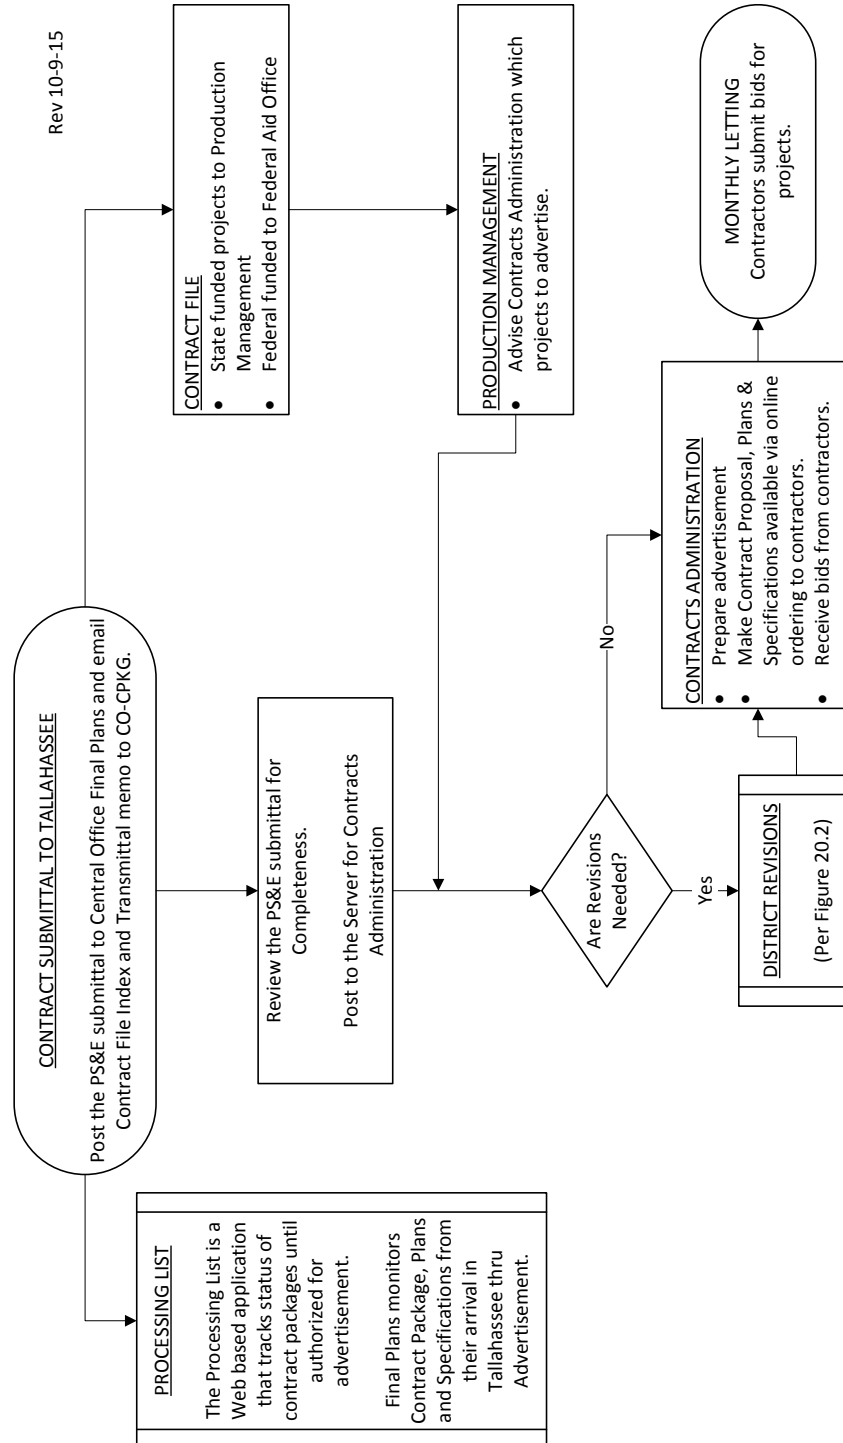 Rev 10-9-15
CONTRACT SUBMITTAL TO TALLAHASSEE
Post the PS&E submittal to Central Office Final Plans and email
Contract File Index and Transmittal memo to CO-CPKG.
PROCESSING LIST
The Processing List is a
Web based application
that tracks status of
contract packages until
authorized for
advertisement.
Final Plans monitors
Contract Package, Plans
and Specifications from
their arrival in
Tallahassee thru
Advertisement.
Review the PS&E submittal for
Completeness.
Post to the Server for Contracts
Administration
CONTRACT FILE
• State funded projects to Production
Management
• Federal funded to Federal Aid Office
PRODUCTION MANAGEMENT
• Advise Contracts Administration which
projects to advertise.
Are Revisions
Needed?
No
Yes
DISTRICT REVISIONS
(Per Figure 20.2)
CONTRACTS ADMINISTRATION
• Prepare advertisement
• Make Contract Proposal, Plans &
Specifications available via online
ordering to contractors.
• Receive bids from contractors.
MONTHLY LETTING
Contractors submit bids for
projects.